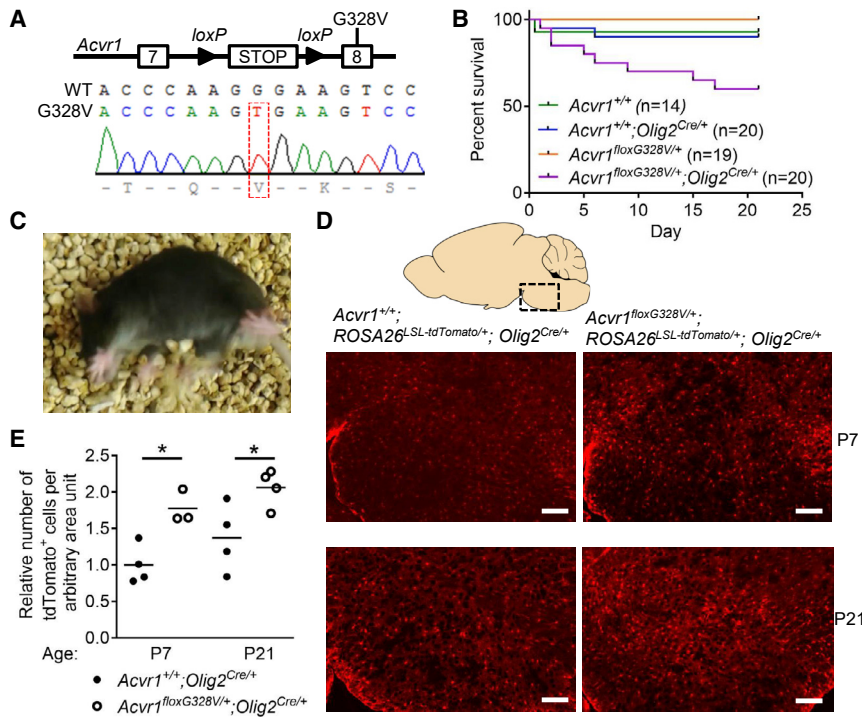 A
Acvr1 7 loxP STOP loxP 8 G328V
WT A C C C A A G G G A A G T C C
G328V A C C C A A G T G A A G T C C
– T – – Q – – V – – K – – S –
B
Percent survival
100
50
0
0 5 10 15 20 25
Day
Acvr1+/+ (n=14)
Acvr1+/+;Olig2Cre/+ (n=20)
Acvr1floxG328V/+ (n=19)
Acvr1floxG328V/+;Olig2Cre/+ (n=20)
C
D
Acvr1+/+;
ROSA26LSL-tdTomato/+; Olig2Cre/+
Acvr1floxG328V/+;
ROSA26LSL-tdTomato/+; Olig2Cre/+
P7
P21
E
Relative number of
tdTomato+ cells per
arbitrary area unit
2.5
2.0
1.5
1.0
0.5
0.0
* *
Age: P7 P21
Acvr1+/+;Olig2Cre/+
Acvr1floxG328V/+;Olig2Cre/+